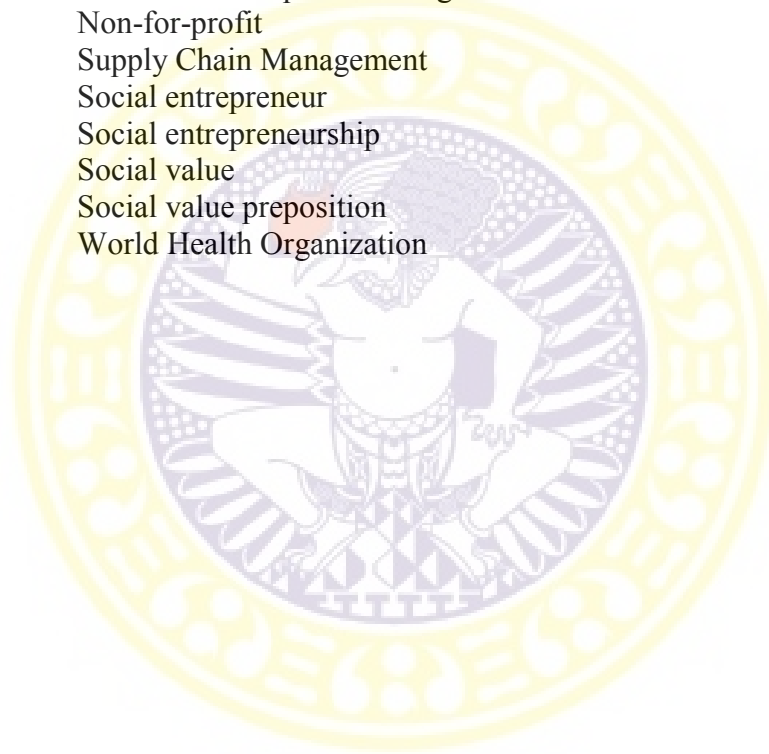 Non-for-profit
Supply Chain Management
Social entrepreneur
Social entrepreneurship
Social value
Social value preposition
World Health Organization